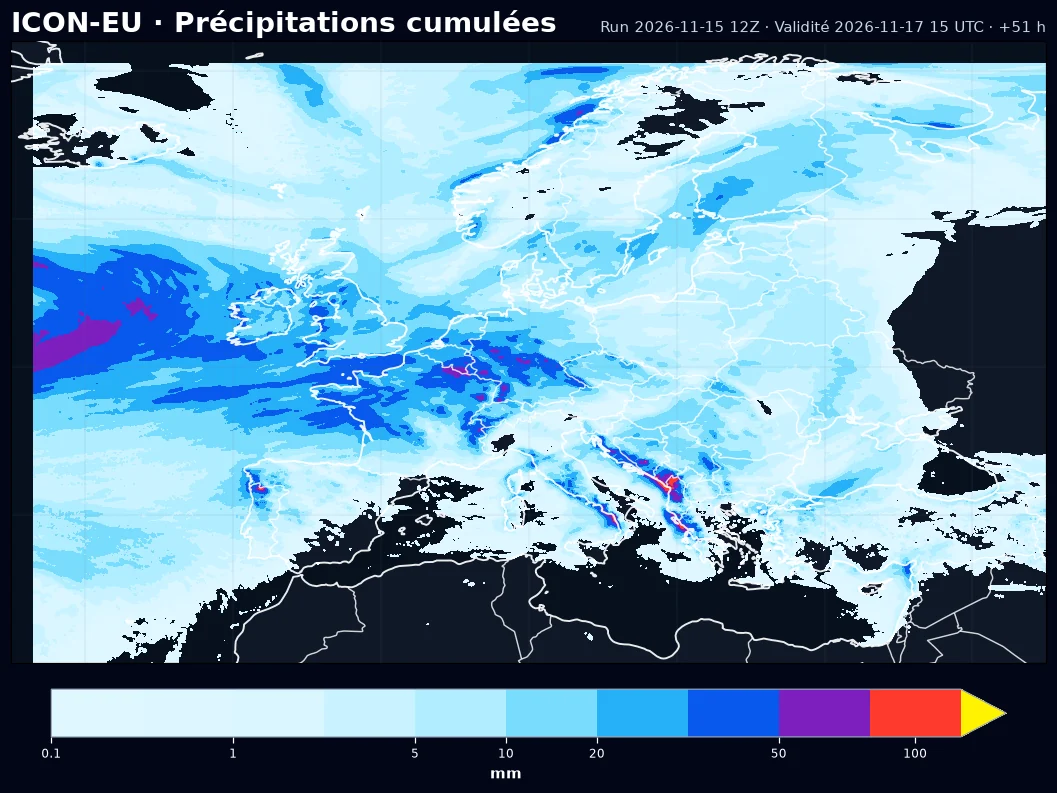 ICON-EU · Précipitations cumulées
Run 2026-11-15 12Z · Validité 2026-11-17 15 UTC · +51 h
0.1 1 5 10 20 50 100
mm